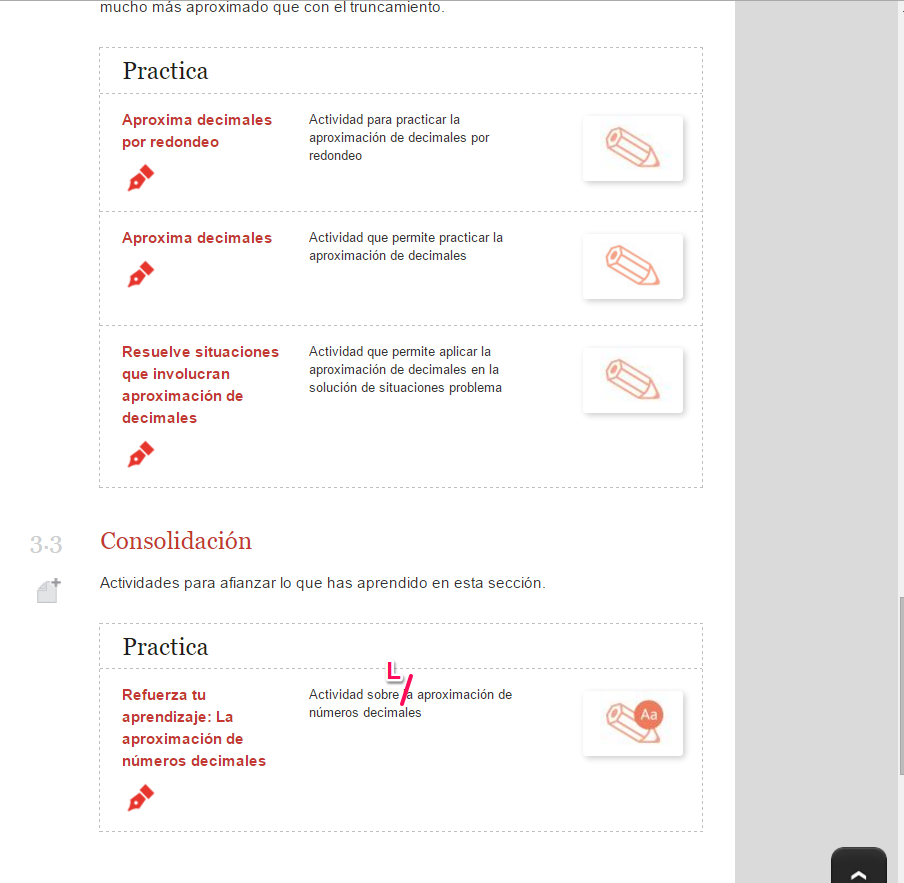 mucho más aproximado que con el truncamiento.
Practica
Aproxima decimales
por redondeo
Actividad para practicar la
aproximación de decimales por
redondeo
Aproxima decimales
Actividad que permite practicar la
aproximación de decimales
Resuelve situaciones
que involucran
aproximación de
decimales
Actividad que permite aplicar la
aproximación de decimales en la
solución de situaciones problema
3.3
Consolidación
Actividades para afianzar lo que has aprendido en esta sección.
Practica
L
Refuerza tu
aprendizaje: La
aproximación de
números decimales
Actividad sobre la aproximación de
números decimales
Aa